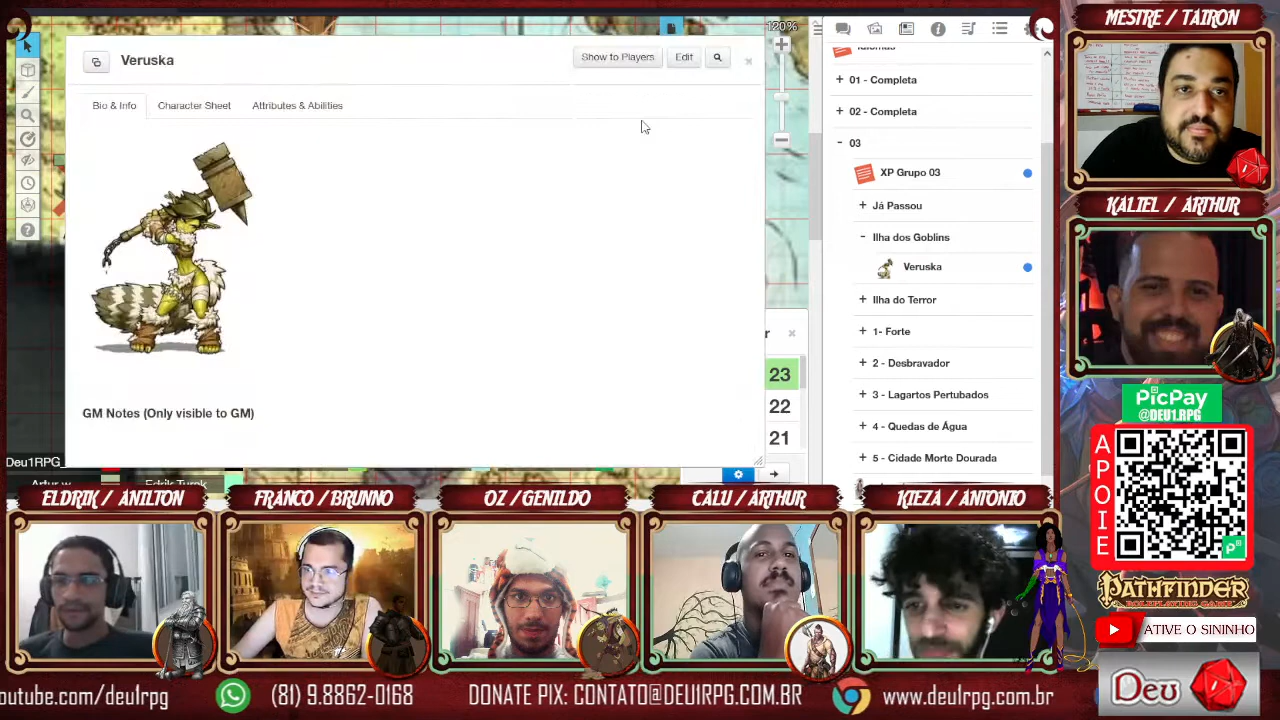 120%
Veruska
Show to Players
Edit
Bio & Info
Character Sheet
Attributes & Abilities
GM Notes (Only visible to GM)
23
22
21
Deu1RPG_
Idiomas
01 - Completa
02 - Completa
03
XP Grupo 03
Já Passou
Ilha dos Goblins
Veruska
Ilha do Terror
1- Forte
2 - Desbravador
3 - Lagartos Pertubados
4 - Quedas de Água
5 - Cidade Morte Dourada
MESTRE / TAIRON
KALIEL / ARTHUR
PicPay
@DEU1.RPG
APOIE
PATHFINDER
ROLEPLAYING GAME
ATIVE O SININHO
Deu
ELDRIK / ANILTON
FRANCO / BRUNNO
OZ / GENILDO
CALU / ARTHUR
KIEZA / ANTONIO
outube.com/deu1rpg
(81) 9.8862-0168
DONATE PIX: CONTATO@DEU1RPG.COM.BR
www.deu1rpg.com.br